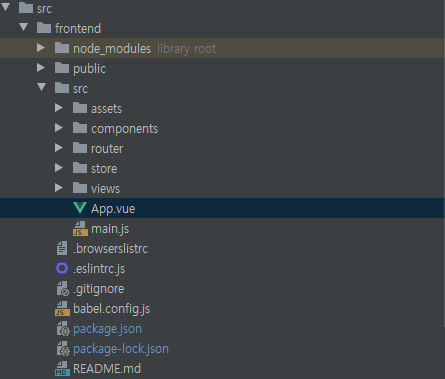 src
frontend
node_modules library root
public
src
assets
components
router
store
views
App.vue
main.js
.browserslistrc
.eslintrc.js
.gitignore
babel.config.js
package.json
package-lock.json
README.md